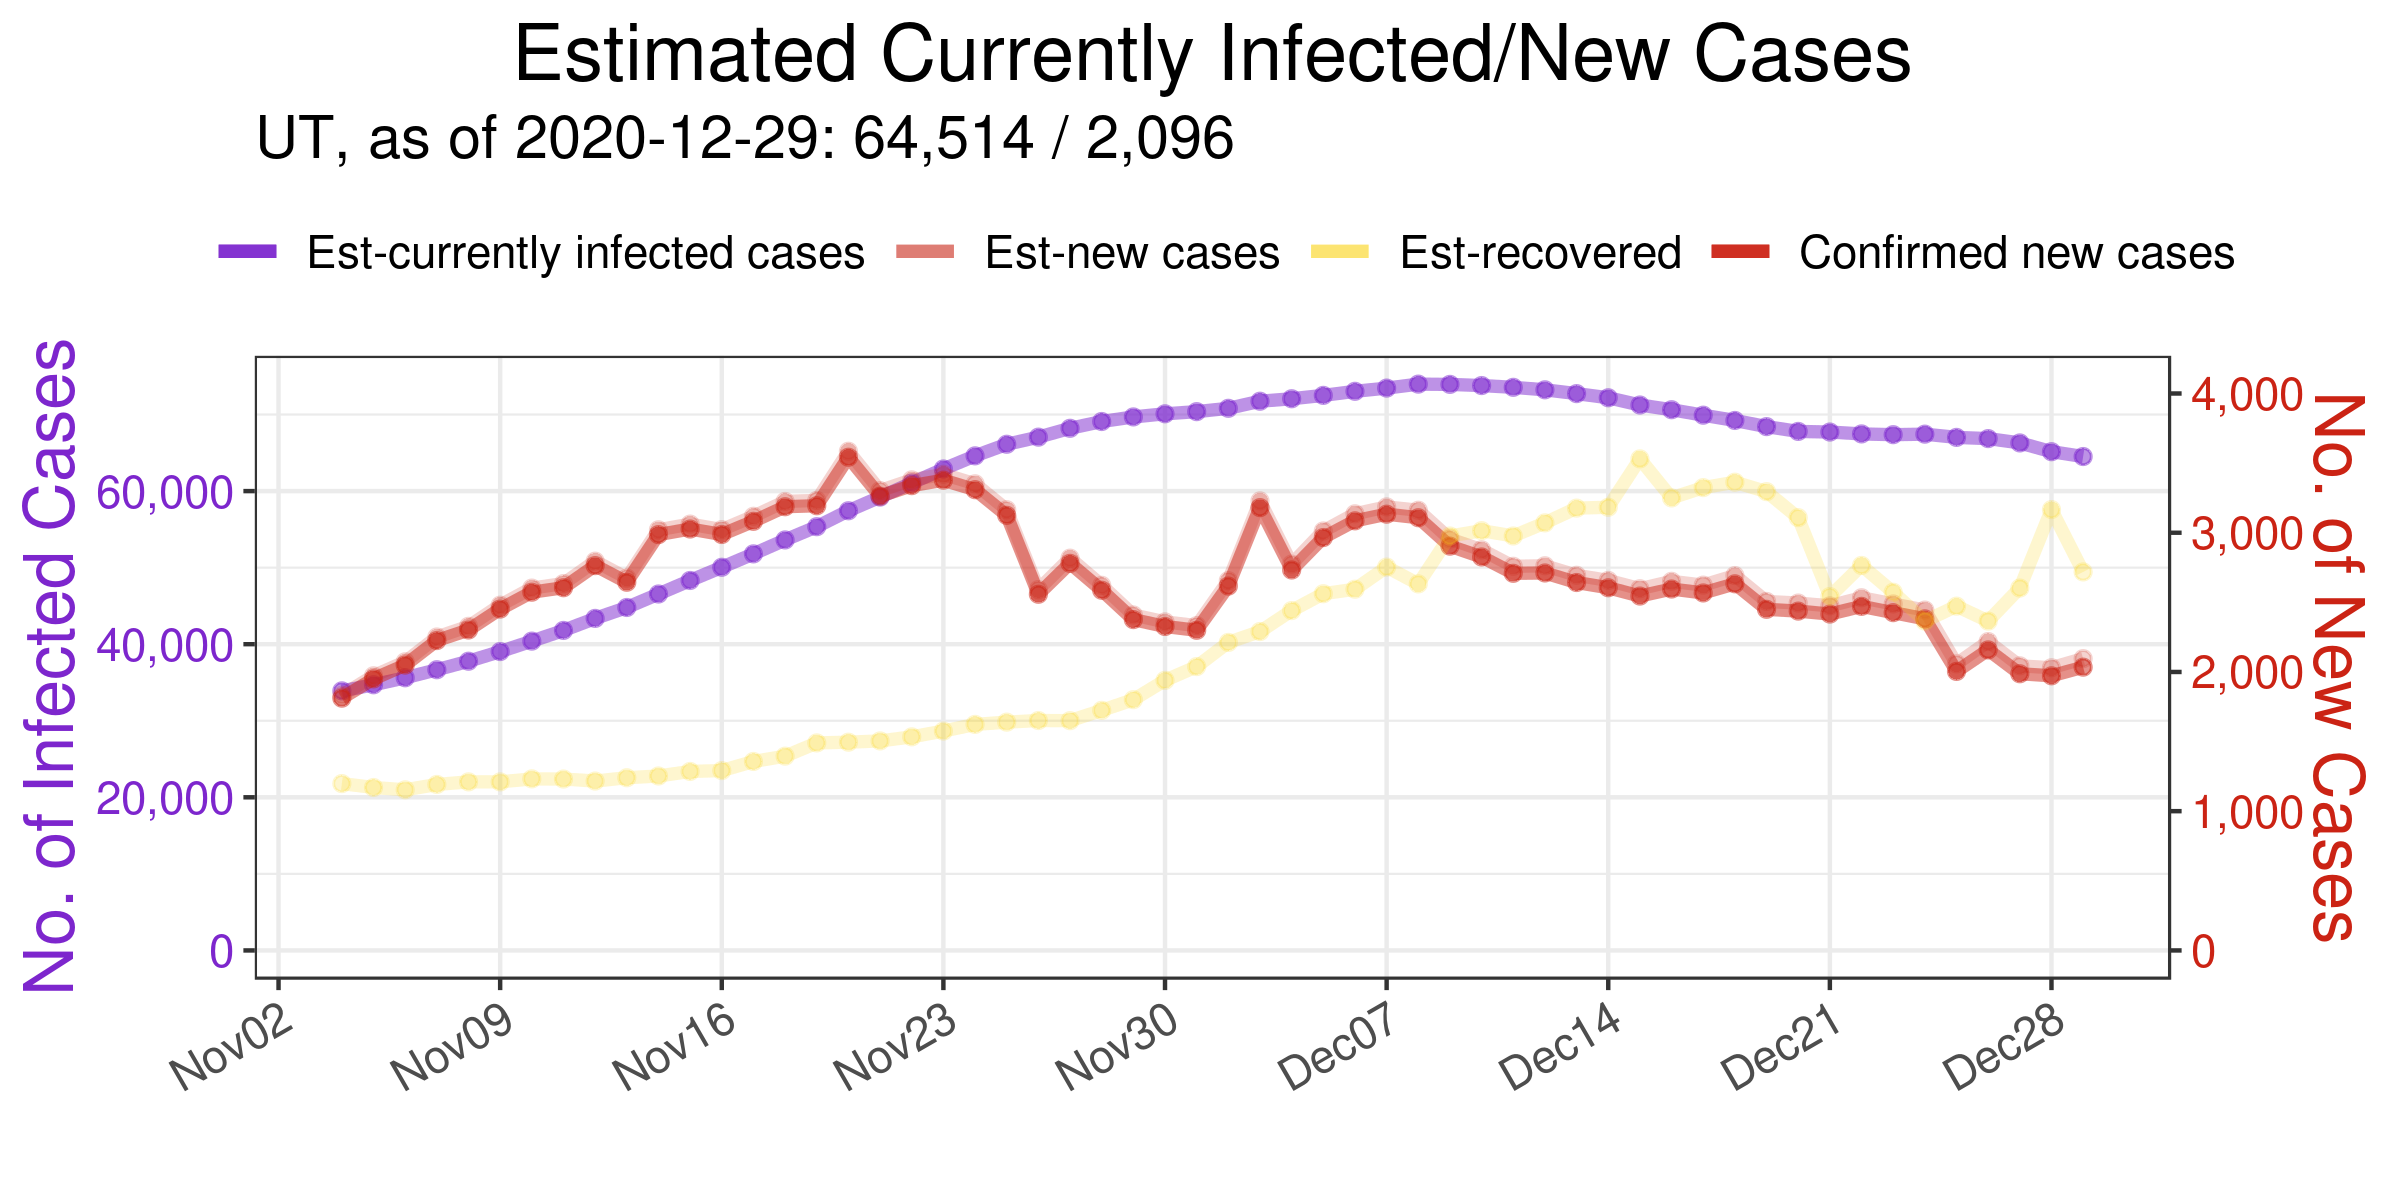 Estimated Currently Infected/New Cases
UT, as of 2020-12-29: 64,514 / 2,096
Est-currently infected cases
Est-new cases
Est-recovered
Confirmed new cases
No. of Infected Cases
60,000
40,000
20,000
0
4,000
3,000
2,000
1,000
0
No. of New Cases
Nov02
Nov09
Nov16
Nov23
Nov30
Dec07
Dec14
Dec21
Dec28